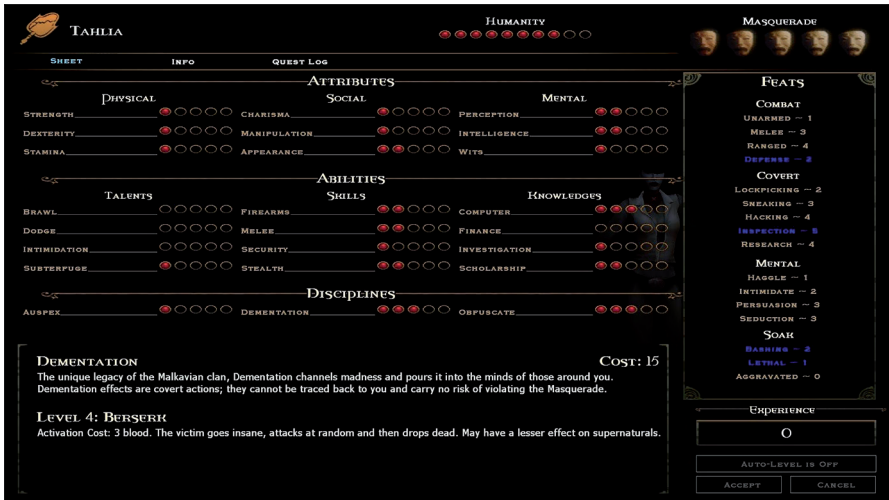 Tahlia
Humanity
Masquerade
Sheet
Info
Quest Log
Attributes
Physical
Social
Mental
Strength
Charisma
Perception
Dexterity
Manipulation
Intelligence
Stamina
Appearance
Wits
Abilities
Talents
Skills
Knowledges
Brawl
Firearms
Computer
Dodge
Melee
Finance
Intimidation
Security
Investigation
Subterfuge
Stealth
Scholarship
Disciplines
Auspex
Dementation
Obfuscate
Dementation
Cost: 15
The unique legacy of the Malkavian clan, Dementation channels madness and pours it into the minds of those around you.
Dementation effects are covert actions; they cannot be traced back to you and carry no risk of violating the Masquerade.
Level 4: Berserk
Activation Cost: 3 blood. The victim goes insane, attacks at random and then drops dead. May have a lesser effect on supernaturals.
Feats
Combat
Unarmed ~ 1
Melee ~ 3
Ranged ~ 4
Defense ~ 2
Covert
Lockpicking ~ 2
Sneaking ~ 3
Hacking ~ 4
Inspection ~ 5
Research ~ 4
Mental
Haggle ~ 1
Intimidate ~ 2
Persuasion ~ 3
Seduction ~ 3
Soak
Bashing ~ 2
Lethal ~ 1
Aggravated ~ 0
Experience
0
Auto-Level is Off
Accept
Cancel